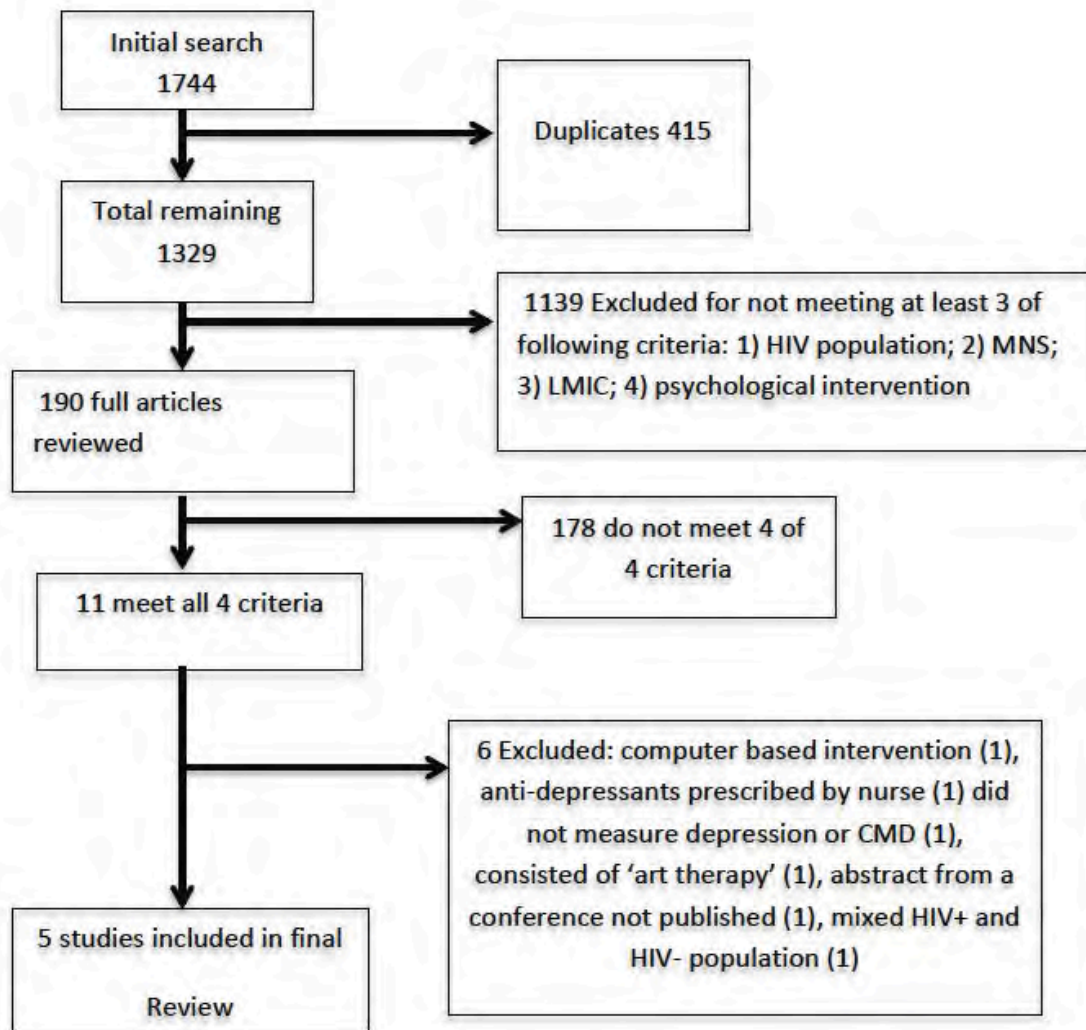 Initial search
1744
Duplicates 415
Total remaining
1329
1139 Excluded for not meeting at least 3 of
following criteria: 1) HIV population; 2) MNS;
3) LMIC; 4) psychological intervention
190 full articles
reviewed
178 do not meet 4 of
4 criteria
11 meet all 4 criteria
6 Excluded: computer based intervention (1),
anti-depressants prescribed by nurse (1) did
not measure depression or CMD (1),
consisted of ‘art therapy’ (1), abstract from a
conference not published (1), mixed HIV+ and
HIV- population (1)
5 studies included in final
Review